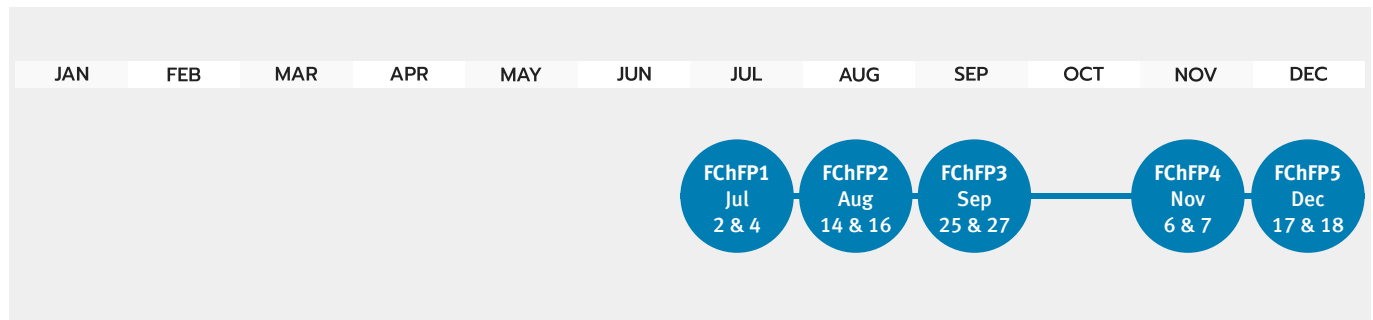 JAN FEB MAR APR MAY JUN JUL AUG SEP OCT NOV DEC
FChFP1
Jul
2 & 4
FChFP2
Aug
14 & 16
FChFP3
Sep
25 & 27
FChFP4
Nov
6 & 7
FChFP5
Dec
17 & 18